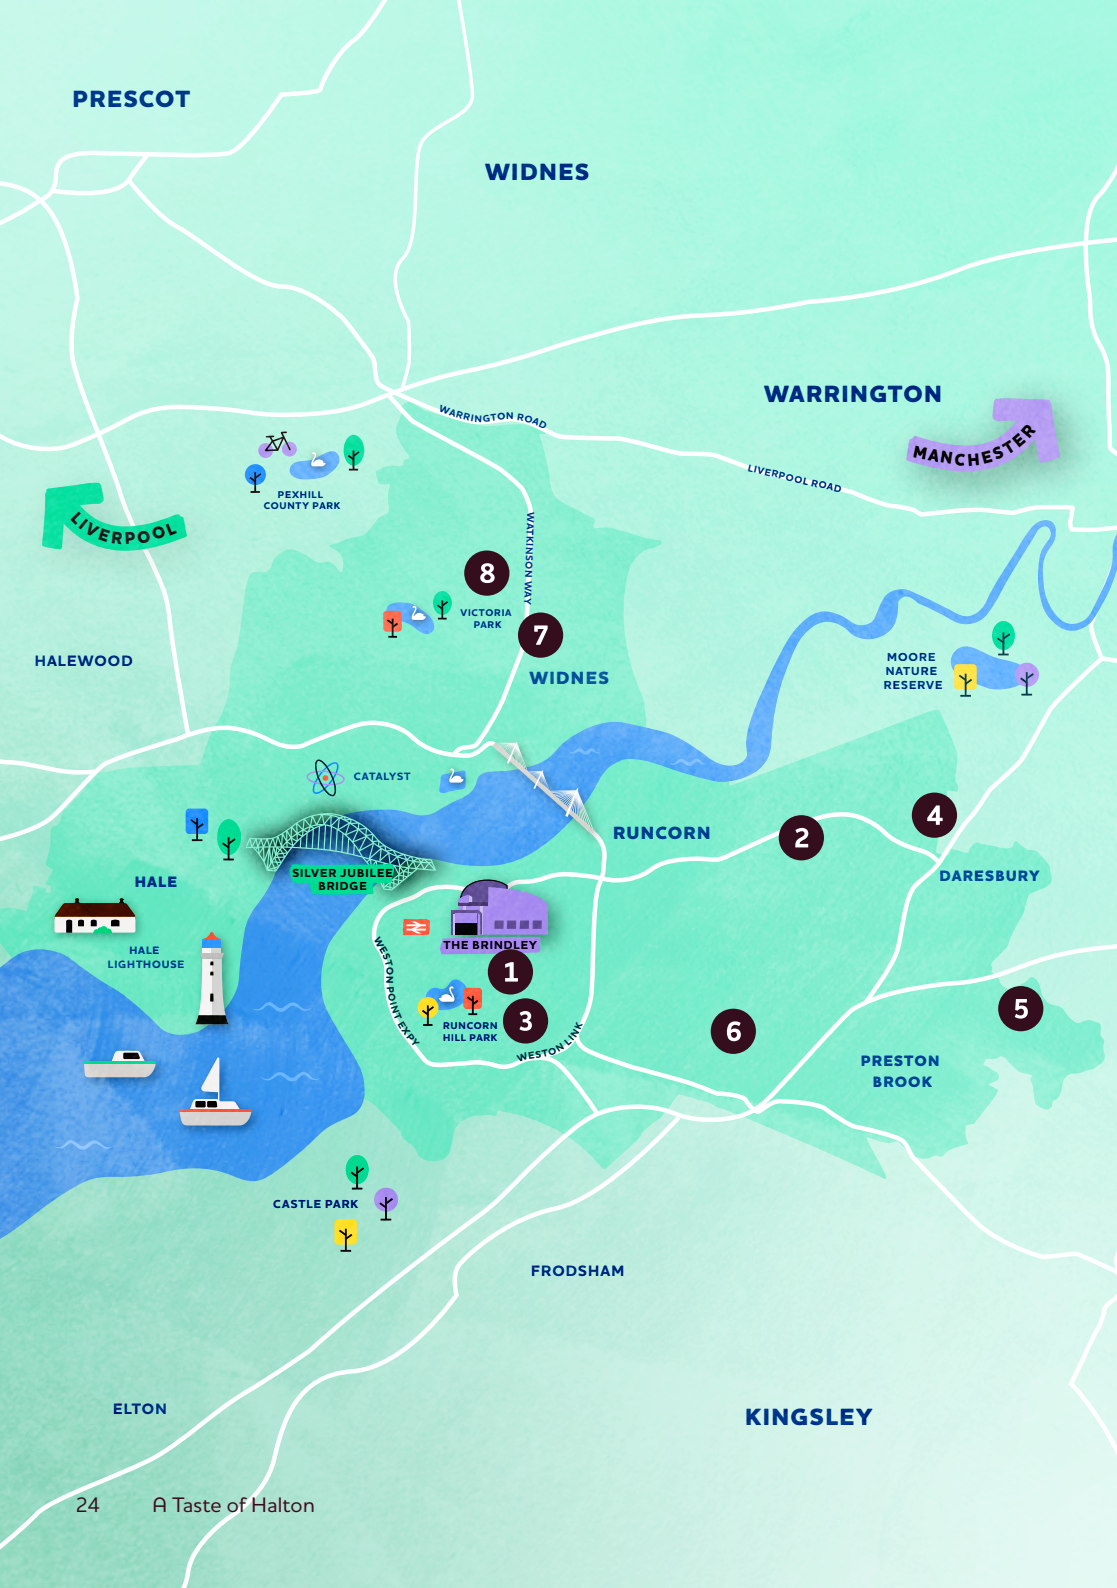 PRESCOT
WIDNES
WARRINGTON
MANCHESTER
WARRINGTON ROAD
LIVERPOOL ROAD
PEXHILL
COUNTY PARK
LIVERPOOL
WATKINSON WAY
8
VICTORIA
PARK
7
HALEWOOD
WIDNES
MOORE
NATURE
RESERVE
CATALYST
RUNCORN
2
4
SILVER JUBILEE
BRIDGE
HALE
DARESBURY
THE BRINDLEY
HALE
LIGHTHOUSE
WESTON POINT EXPY
1
RUNCORN
HILL PARK
3
WESTON LINK
6
5
PRESTON
BROOK
CASTLE PARK
FRODSHAM
ELTON
KINGSLEY
24 A Taste of Halton